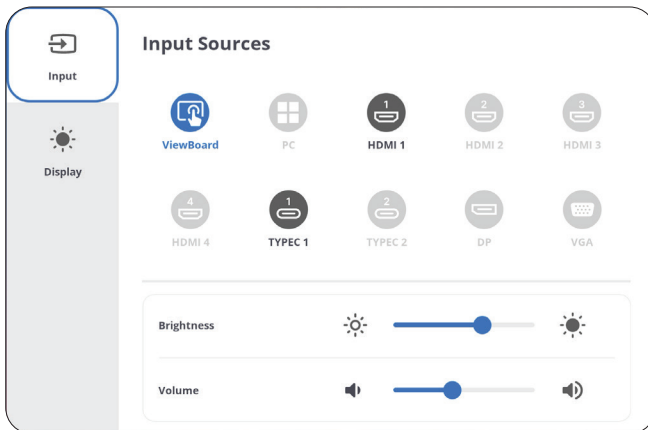 Input
Display
Input Sources
ViewBoard
PC
1
HDMI 1
2
HDMI 2
3
HDMI 3
4
HDMI 4
1
TYPEC 1
2
TYPEC 2
DP
VGA
Brightness
Volume